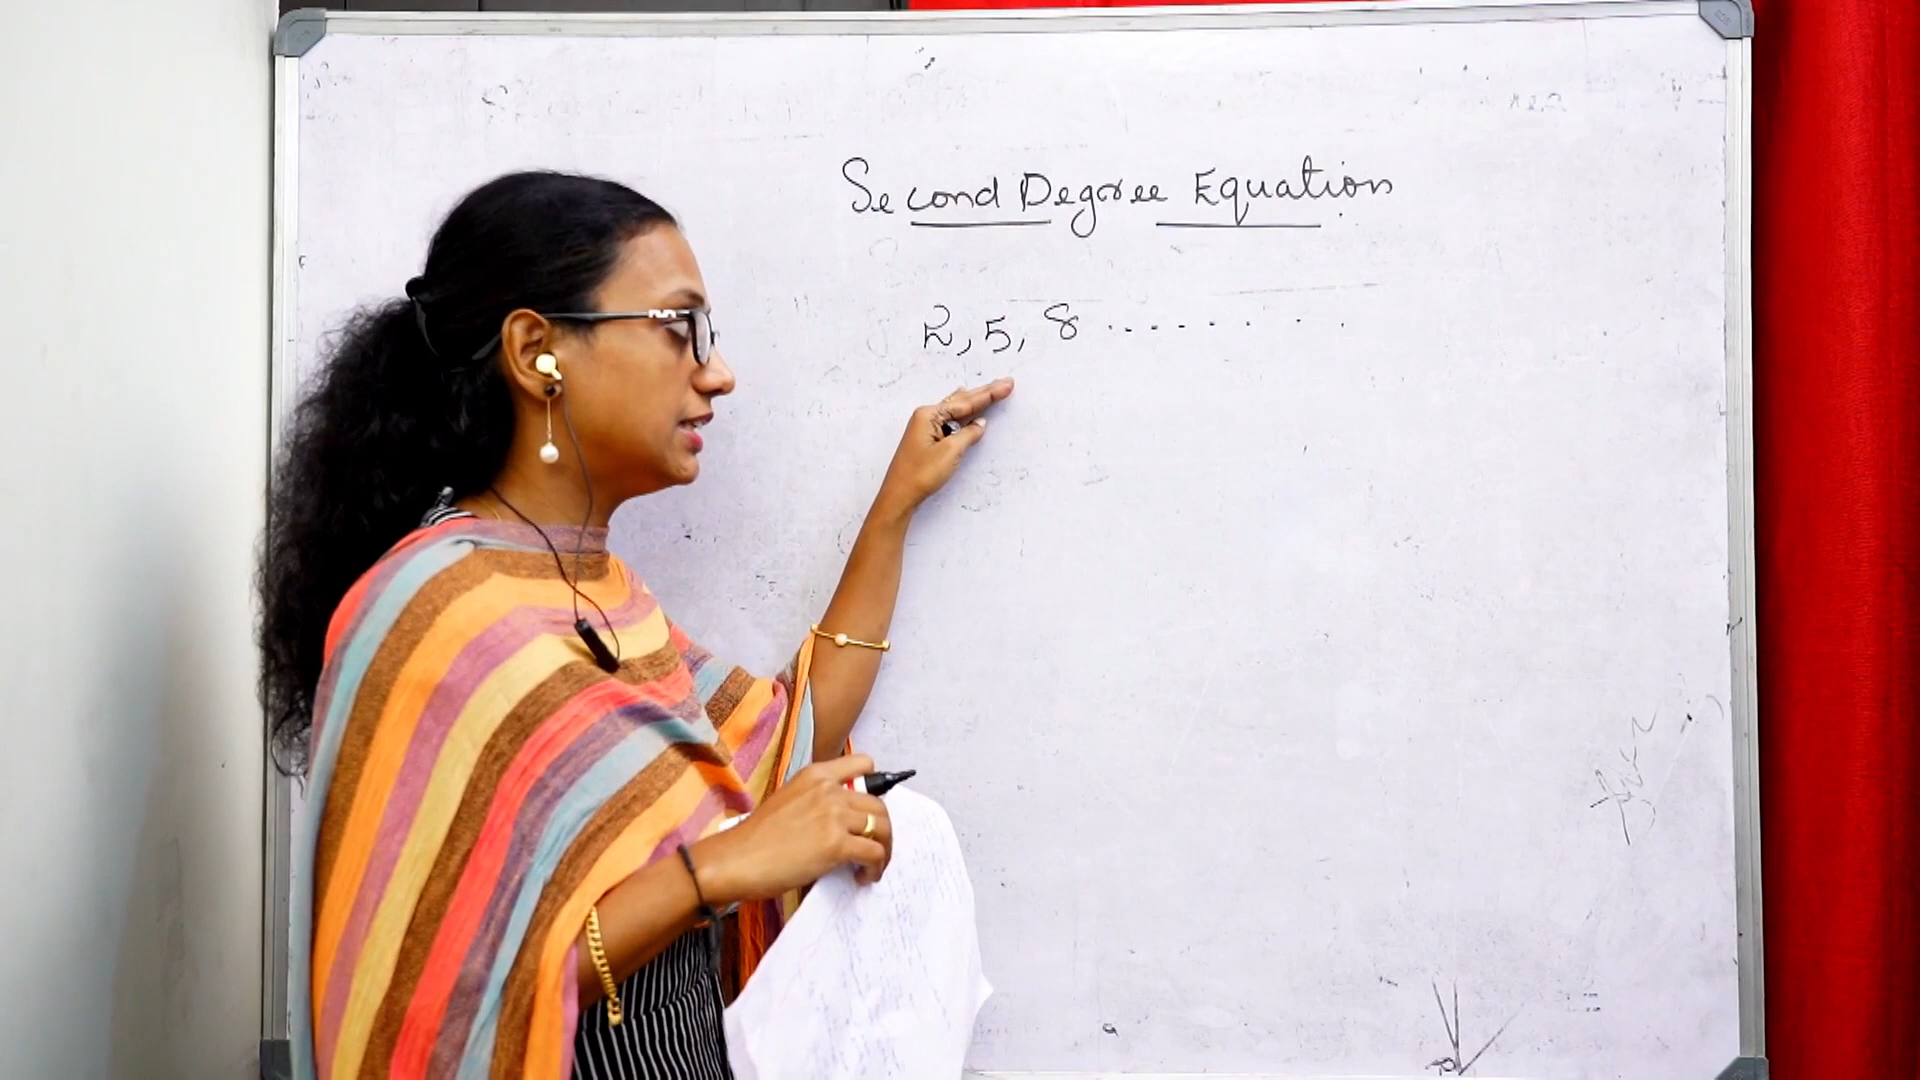 Second Degree Equation
2, 5, 8 ............